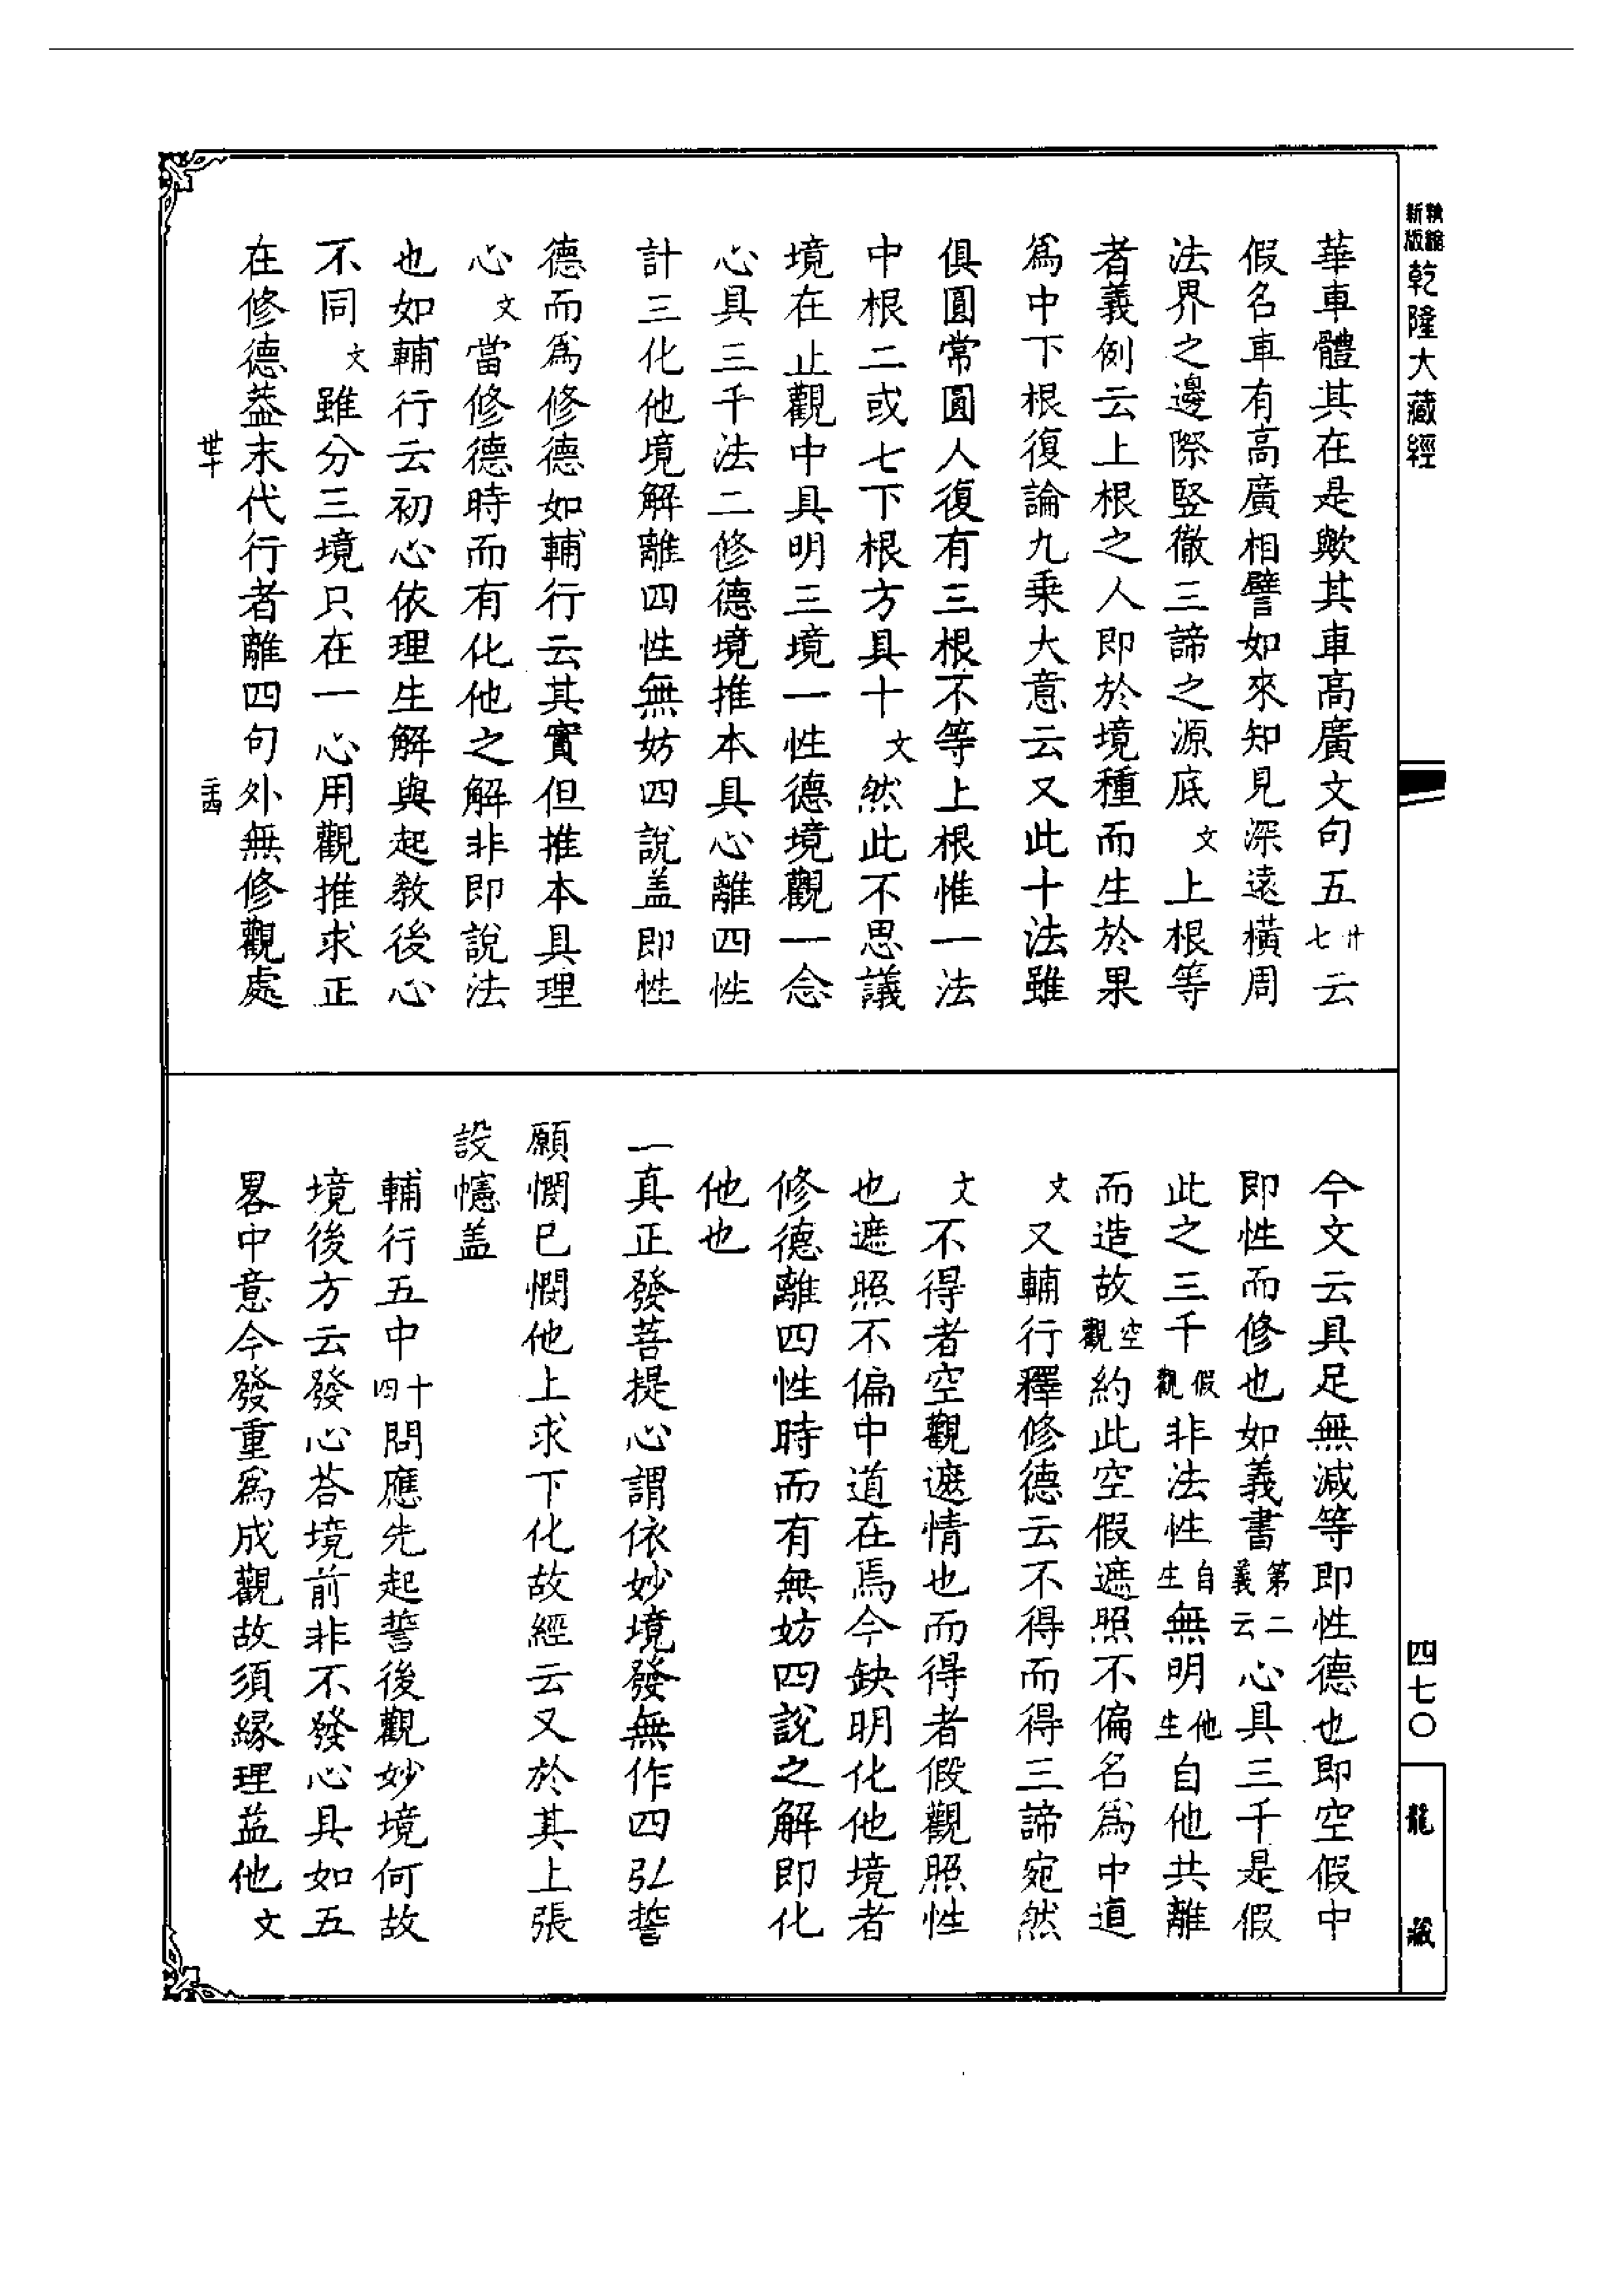 新版精縮乾隆大藏經
華車體其在是歟其車高廣文句五廿七云
假名車有高廣相譬如來知見深遠橫周
法界之邊際竪徹三諦之源底文上根等
者義例云上根之人即於境種而生於果
爲中下根復論九乘大意云又此十法雖
俱圓常圓人復有三根不等上根惟一法
中根二或七下根方具十文然此不思議
境在止觀中具明三境一性德境觀一念
心具三千法二修德境推本具心離四性
計三化他境解離四性無妨四說盖即性
德而爲修德如輔行云其實但推本具理
心文當修德時而有化他之解非即說法
也如輔行云初心依理生解與起教後心
不同文雖分三境只在一心用觀推求正
在修德葢末代行者離四句外無修觀處
今文云具足無減等即性德也即空假中
即性而修也如義書第二義云心具三千是假
此之三千假觀非法性自生無明他生自他共離
而造故空觀約此空假遮照不偏名爲中道
文又輔行釋修德云不得而得三諦宛然
文不得者空觀遮情也而得者假觀照性
也遮照不偏中道在焉今缺明化他境者
修德離四性時而有無妨四說之解即化
他也
一真正發菩提心謂依妙境發無作四弘誓
願憫已憫他上求下化故經云又於其上張
設幰盖
輔行五中十四問應先起誓後觀妙境何故
境後方云發心荅境前非不發心具如五
畧中意今發重爲成觀故須緣理益他文
四七〇
龍藏